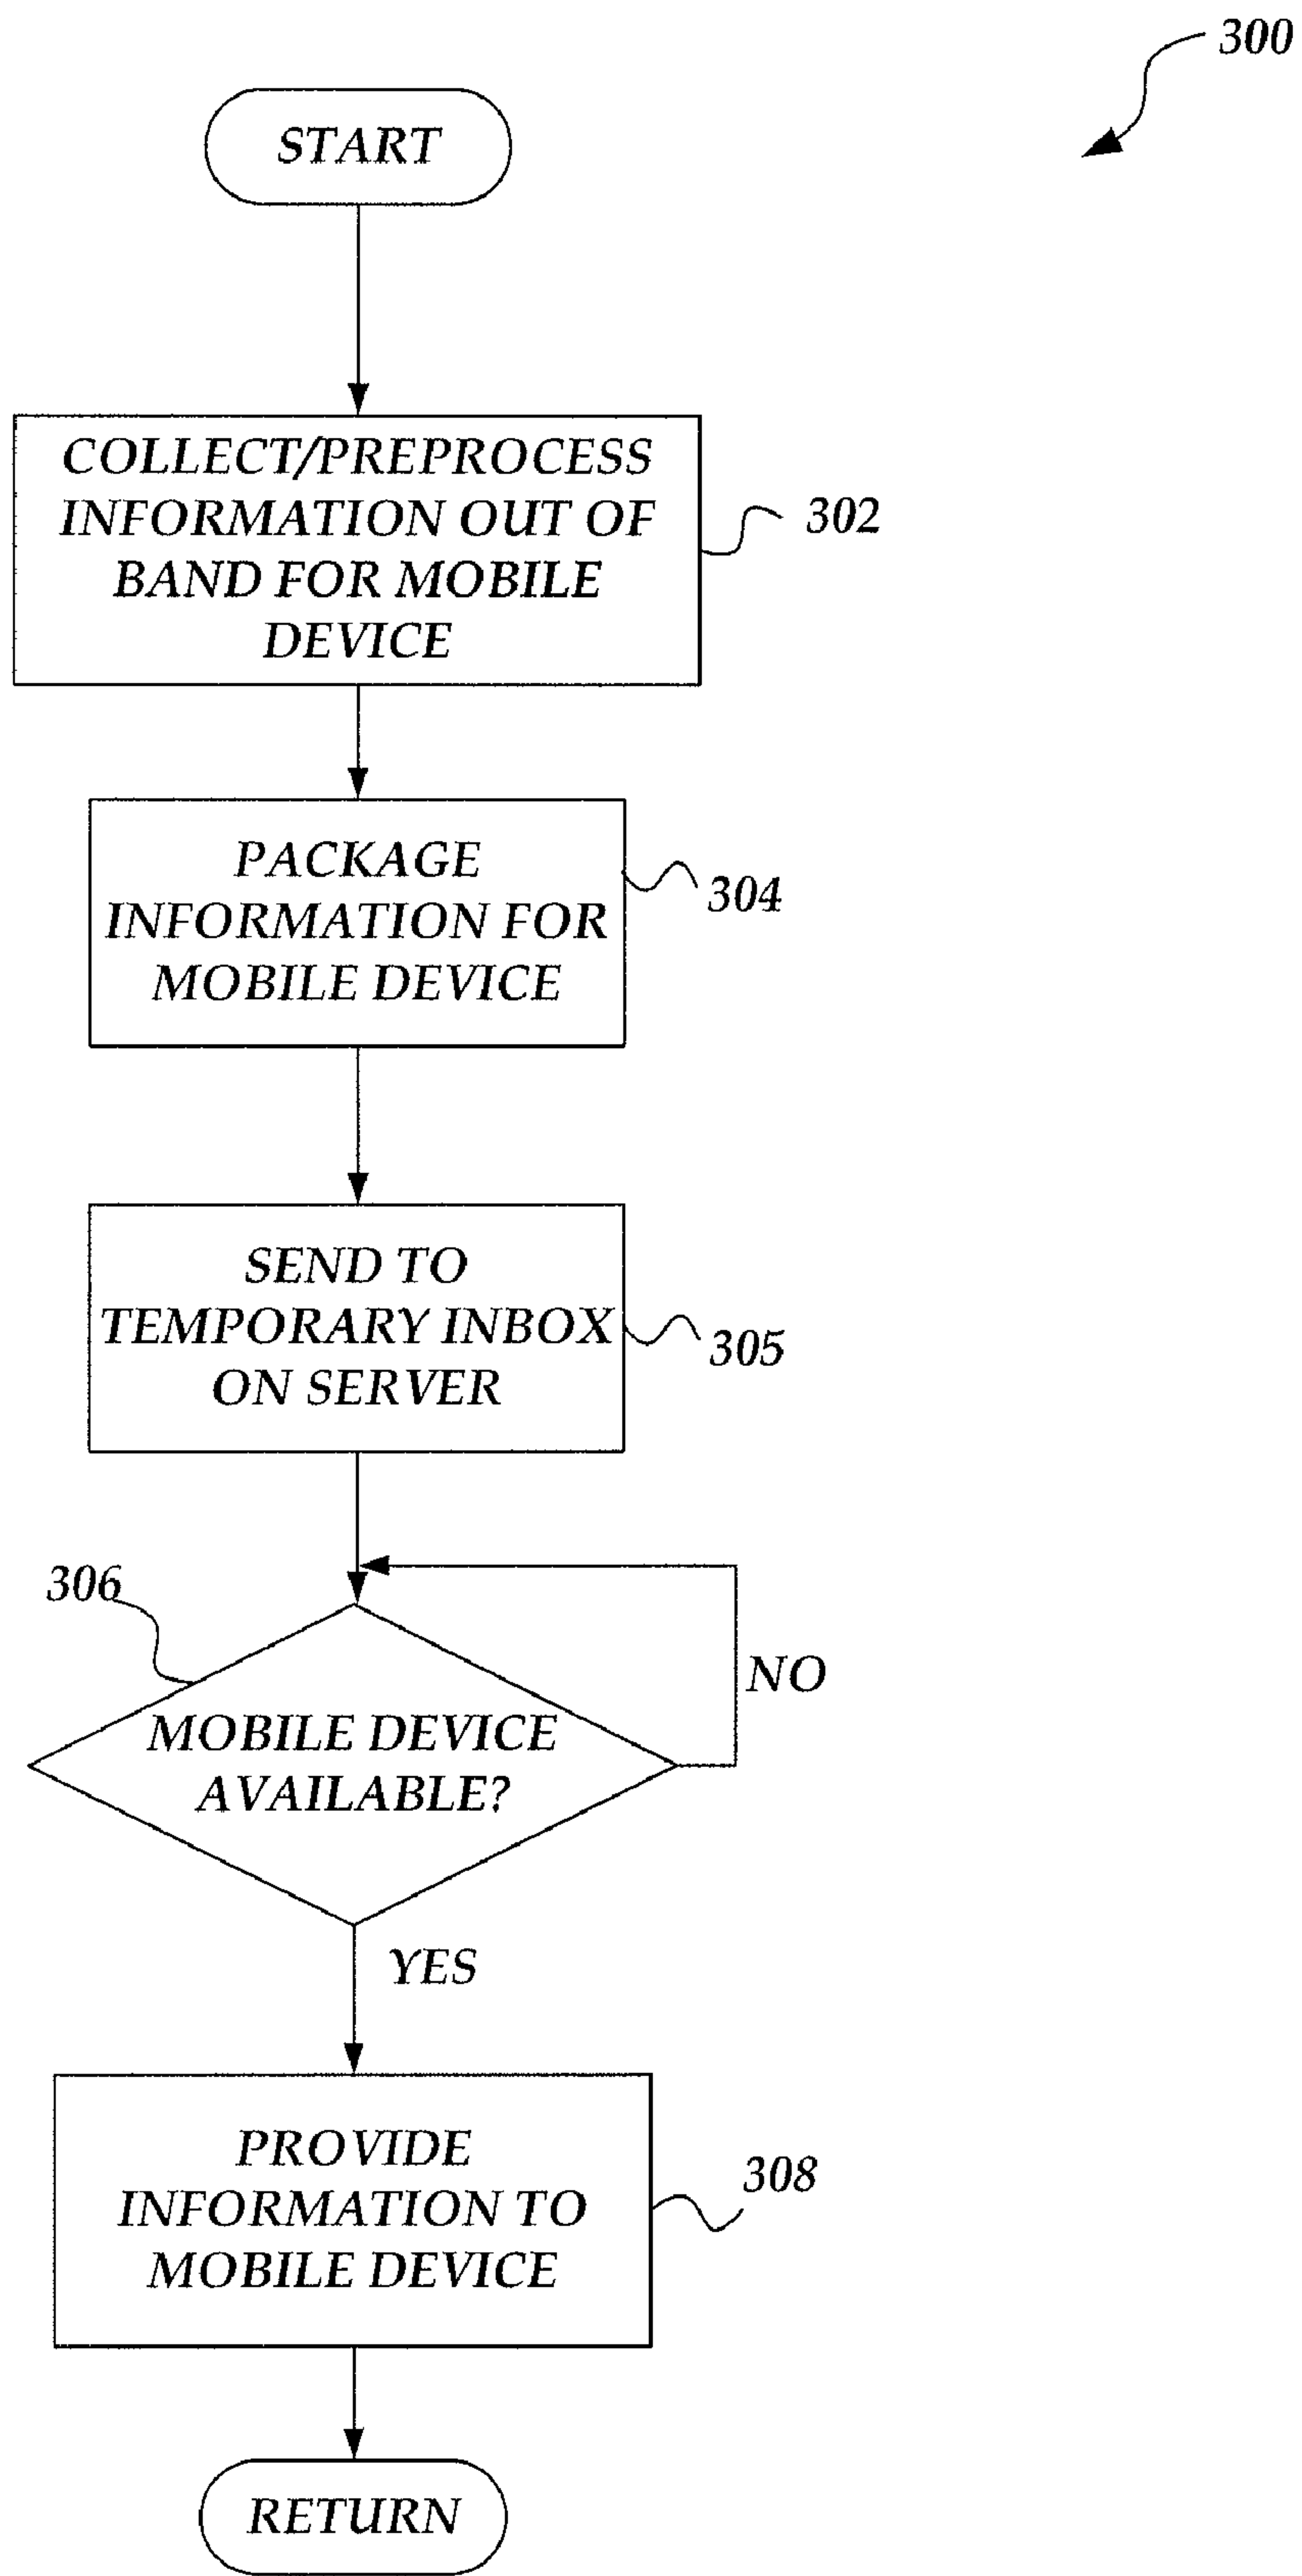 300
START
COLLECT/PREPROCESS
INFORMATION OUT OF
BAND FOR MOBILE
DEVICE
302
PACKAGE
INFORMATION FOR
MOBILE DEVICE
304
SEND TO
TEMPORARY INBOX
ON SERVER
305
306
NO
MOBILE DEVICE
AVAILABLE?
YES
PROVIDE
INFORMATION TO
MOBILE DEVICE
308
RETURN